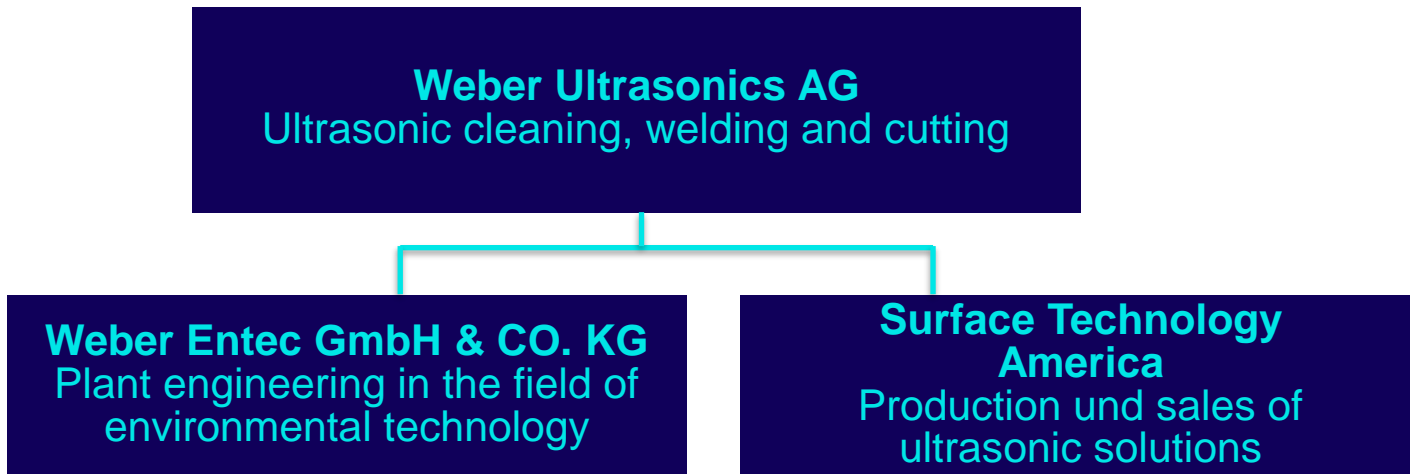 Weber Ultrasonics AG
Ultrasonic cleaning, welding and cutting
Weber Entec GmbH & CO. KG
Plant engineering in the field of
environmental technology
Surface Technology
America
Production und sales of
ultrasonic solutions